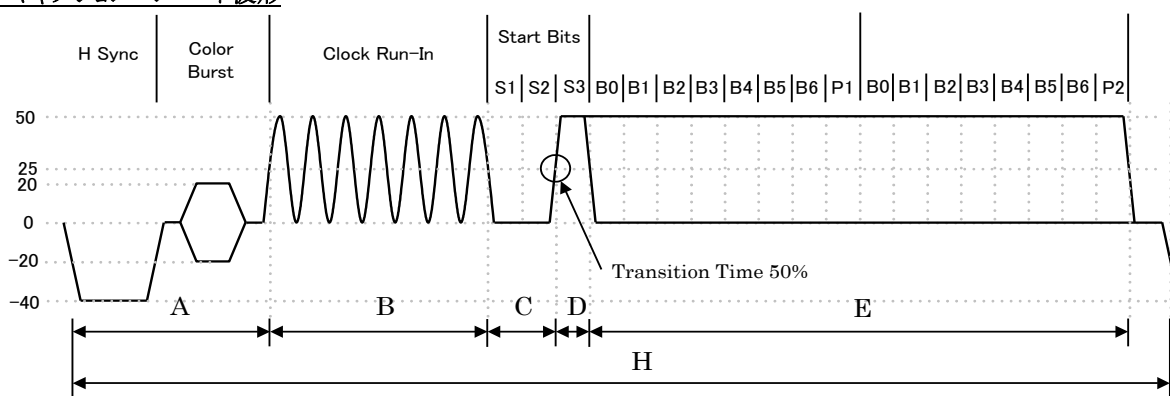 H Sync
Color
Burst
Clock Run-In
Start Bits
S1 S2 S3 B0 B1 B2 B3 B4 B5 B6 P1 B0 B1 B2 B3 B4 B5 B6 P2
50
25
20
0
-20
-40
Transition Time 50%
A B C D E
H